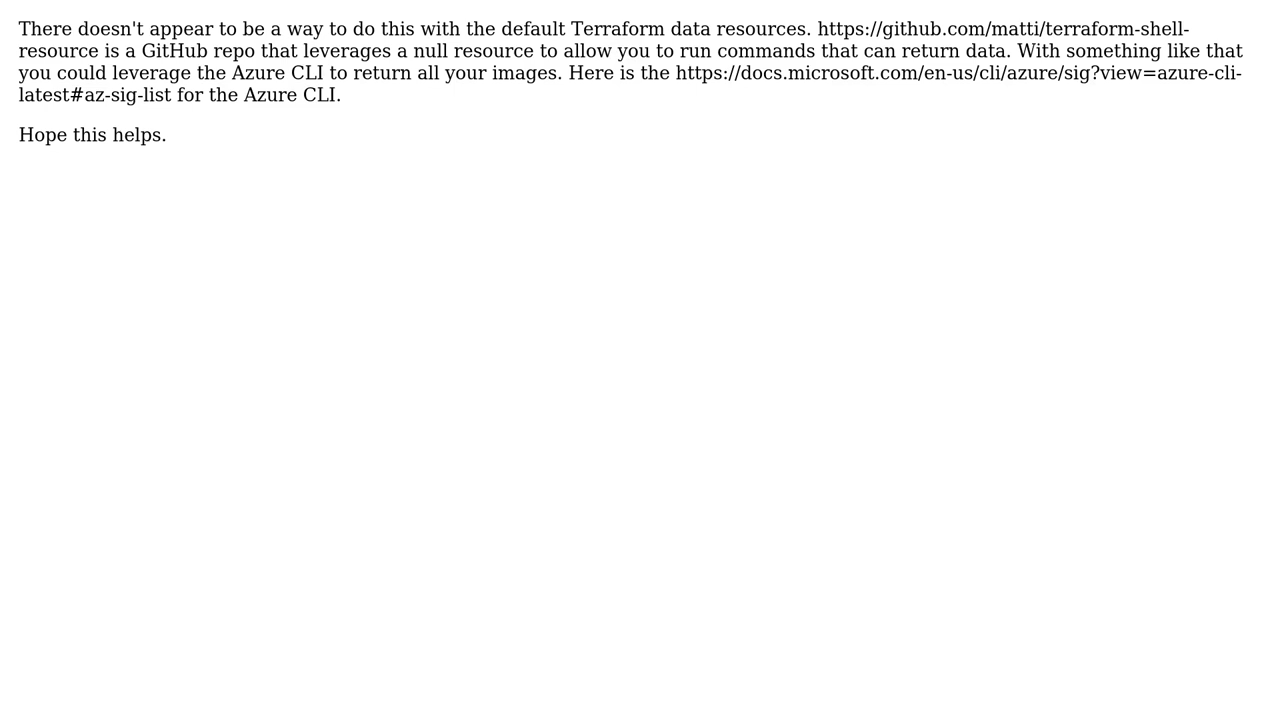 There doesn't appear to be a way to do this with the default Terraform data resources. https://github.com/matti/terraform-shell-
resource is a GitHub repo that leverages a null resource to allow you to run commands that can return data. With something like that
you could leverage the Azure CLI to return all your images. Here is the https://docs.microsoft.com/en-us/cli/azure/sig?view=azure-cli-
latest#az-sig-list for the Azure CLI.
Hope this helps.